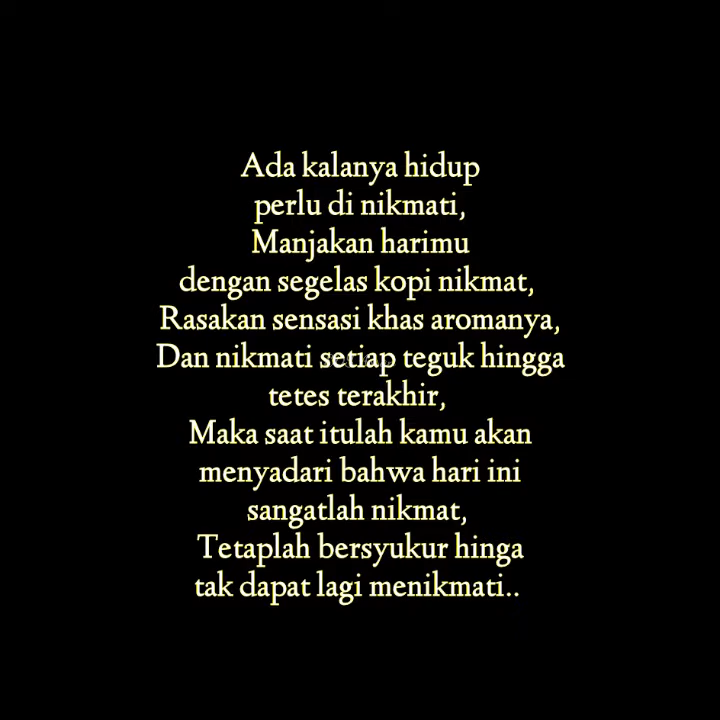 Ada kalanya hidup
perlu di nikmati,
Manjakan harimu
dengan segelas kopi nikmat,
Rasakan sensasi khas aromanya,
Dan nikmati setiap teguk hingga
tetes terakhir,
Maka saat itulah kamu akan
menyadari bahwa hari ini
sangatlah nikmat,
Tetaplah bersyukur hinga
tak dapat lagi menikmati..